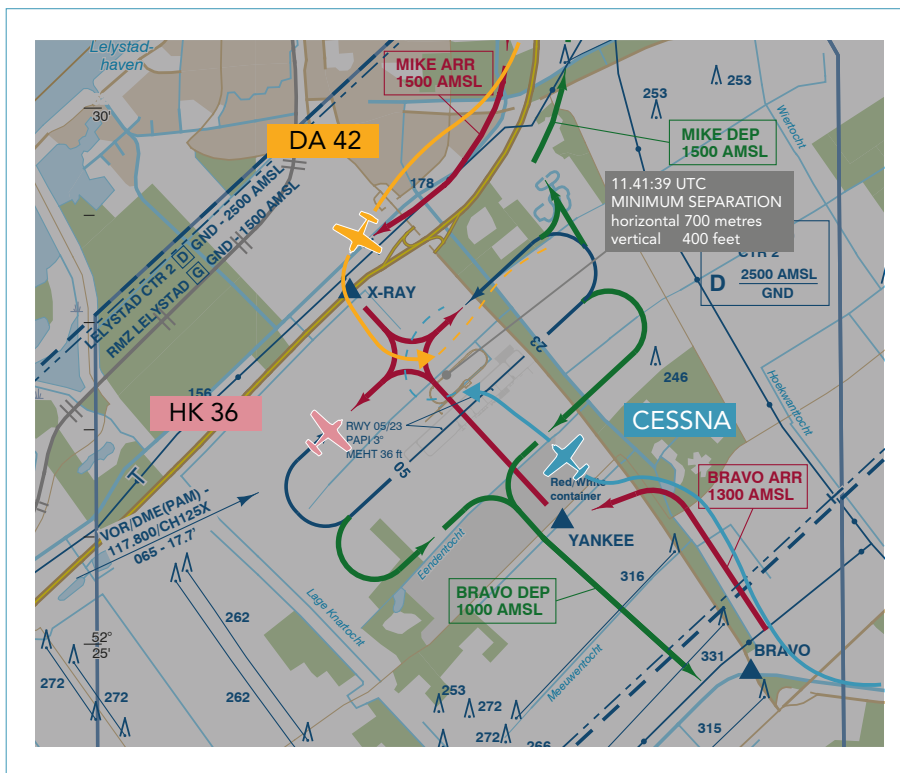 Lelystad-
haven
MIKE ARR
1500 AMSL
253
253
30'
DA 42
MIKE DEP
1500 AMSL
Wiertocht
178
11.41:39 UTC
MINIMUM SEPARATION
horizontal 700 metres
vertical 400 feet
LELYSTAD CTR 2 D GND - 2500 AMSL
RMZ LELYSTAD G GND - 1500 AMSL
CTR 2
D 2500 AMSL
GND
X-RAY
23
246
Hoekwanttocht
156
HK 36
CESSNA
RWY 05/23
PAPI 3°
MEHT 36 ft
05
T
Red/White
container
BRAVO ARR
1300 AMSL
VOR/DME(PAM) -
117.800/CH125X
065 - 17.7'
YANKEE
Eendentocht
316
BRAVO DEP
1000 AMSL
262
Lage Knartocht
52°
25'
331
BRAVO
272
272
262
253
272
272
Meeuwentocht
315
266